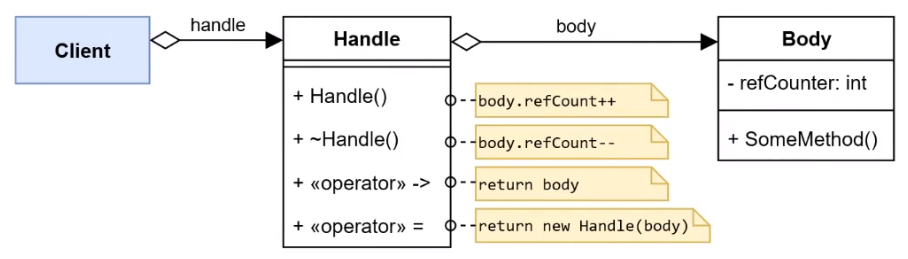 Client
handle
Handle
+ Handle()
+ ~Handle()
+ «operator» ->
+ «operator» =
body.refCount++
body.refCount--
return body
return new Handle(body)
body
Body
- refCounter: int
+ SomeMethod()